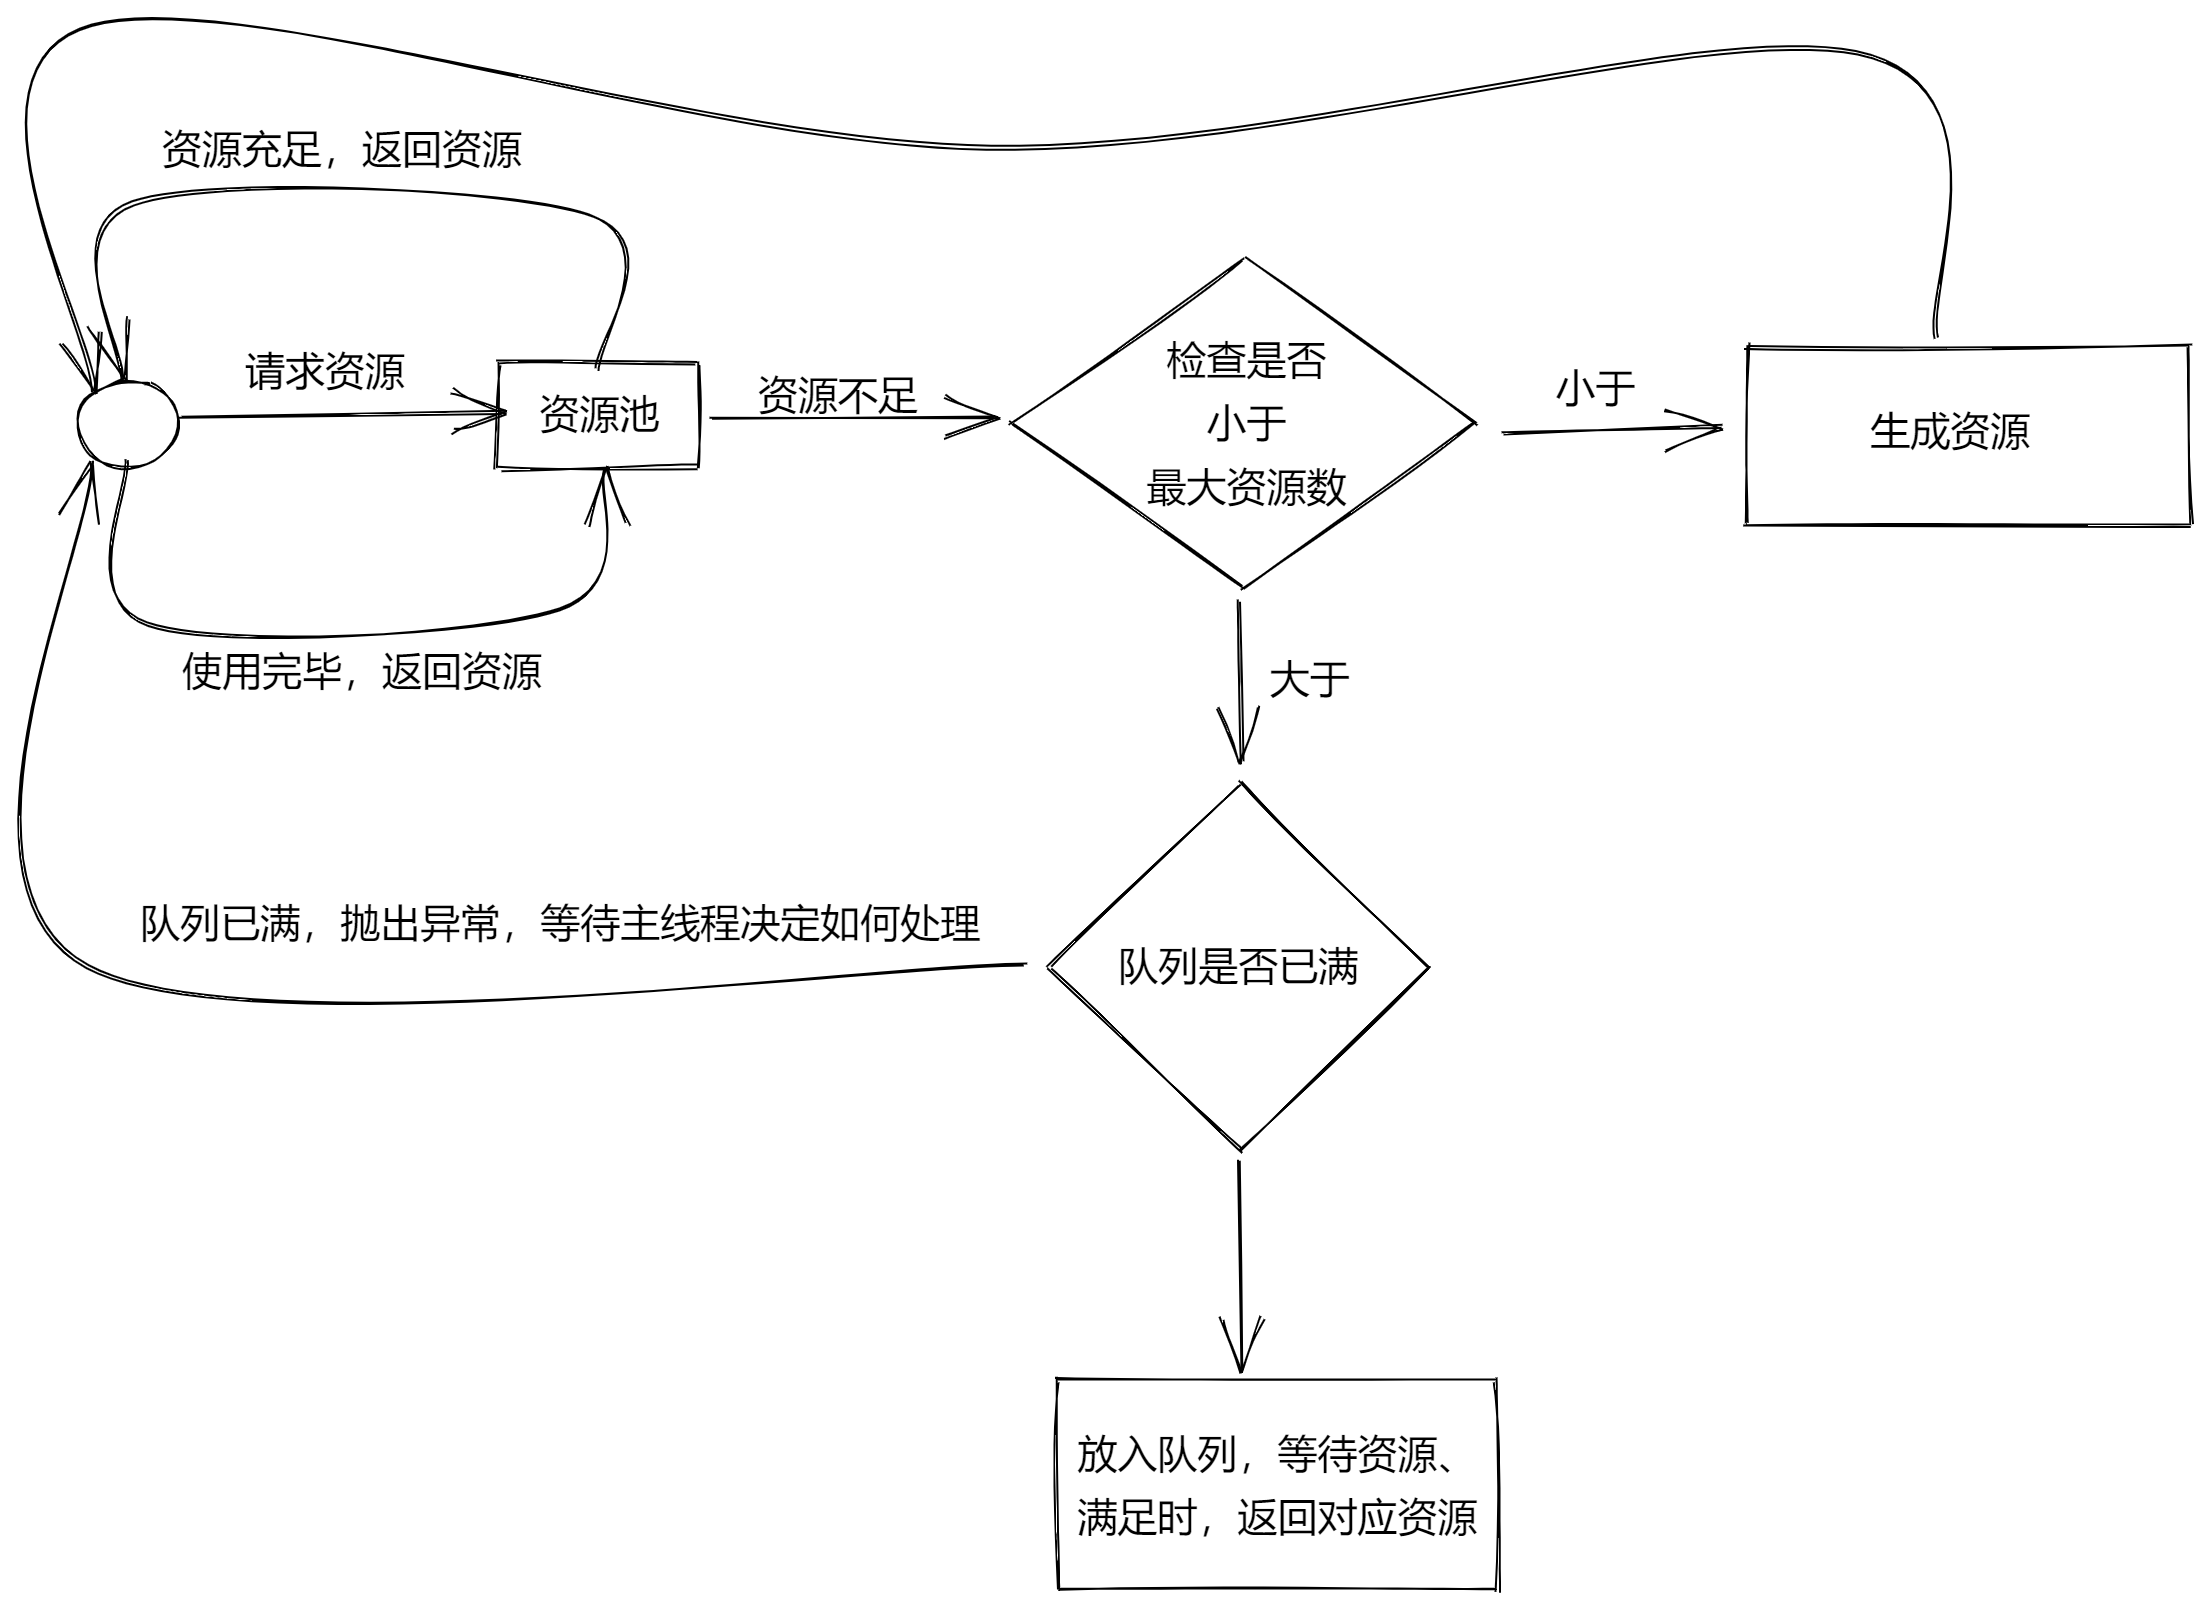 资源充足，返回资源
请求资源
资源池
资源不足
检查是否
小于
最大资源数
小于
生成资源
使用完毕，返回资源
大于
队列已满，抛出异常，等待主线程决定如何处理
队列是否已满
放入队列，等待资源、
满足时，返回对应资源